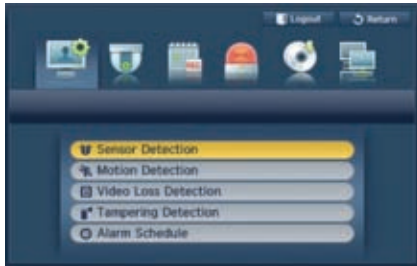 Logout Return
Sensor Detection
Motion Detection
Video Loss Detection
Tampering Detection
Alarm Schedule